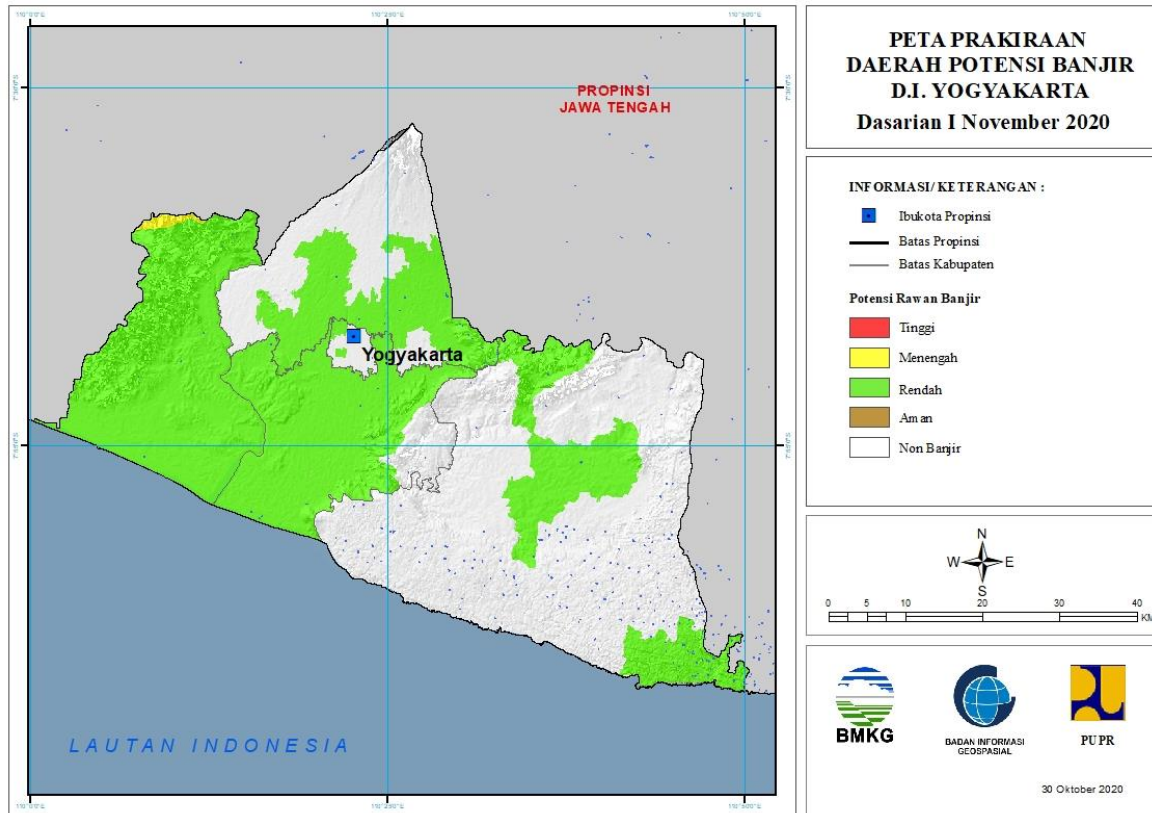 PETA PRAKIRAAN
DAERAH POTENSI BANJIR
D.I. YOGYAKARTA
Dasarian I November 2020
PROPINSI
JAWA TENGAH
Yogyakarta
LAUTAN INDONESIA
INFORMASI/KETERANGAN :
Ibukota Propinsi
Batas Propinsi
Batas Kabupaten
Potensi Rawan Banjir
Tinggi
Menengah
Rendah
Aman
Non Banjir
N
W E
S
0 5 10 20 30 40
KM
BMKG
BADAN INFORMASI
GEOSPASIAL
PUPR
30 Oktober 2020